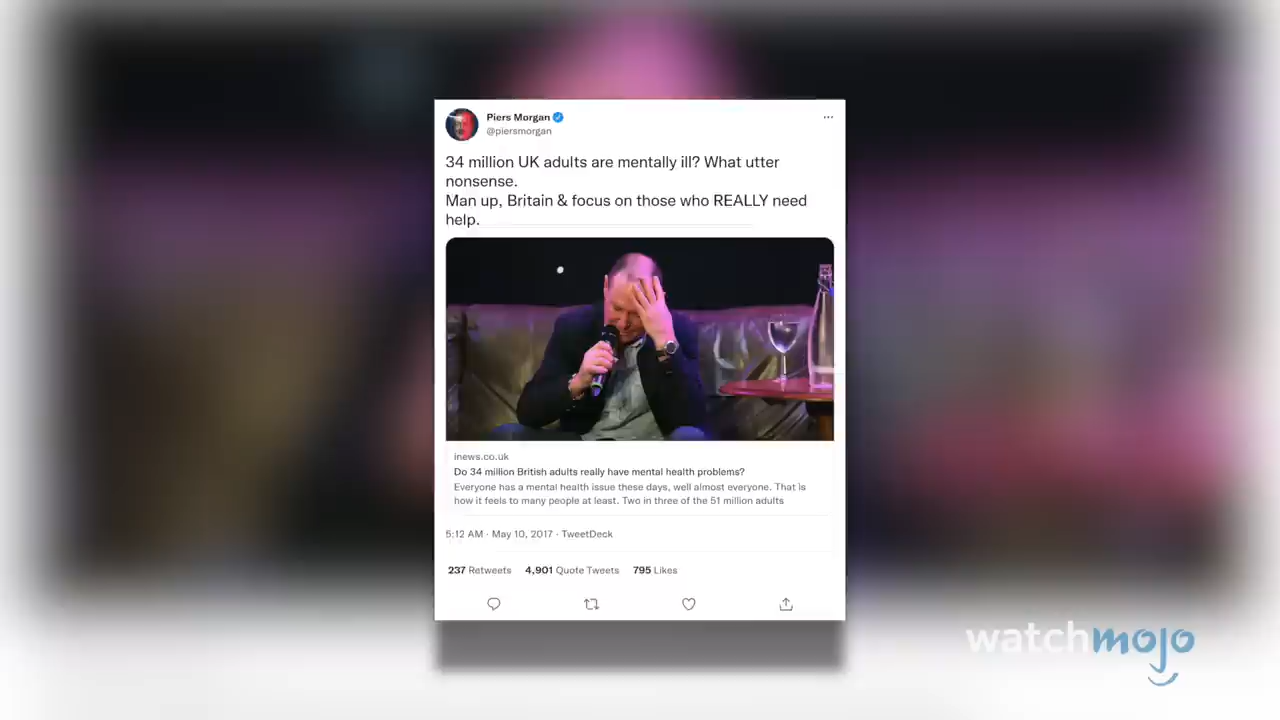 Piers Morgan
@piersmorgan
34 million UK adults are mentally ill? What utter
nonsense.
Man up, Britain & focus on those who REALLY need
help.
inews.co.uk
Do 34 million British adults really have mental health problems?
Everyone has a mental health issue these days, well almost everyone. That is
how it feels to many people at least. Two in three of the 51 million adults
5:12 AM · May 10, 2017 · TweetDeck
237 Retweets 4,901 Quote Tweets 795 Likes
watchmojo